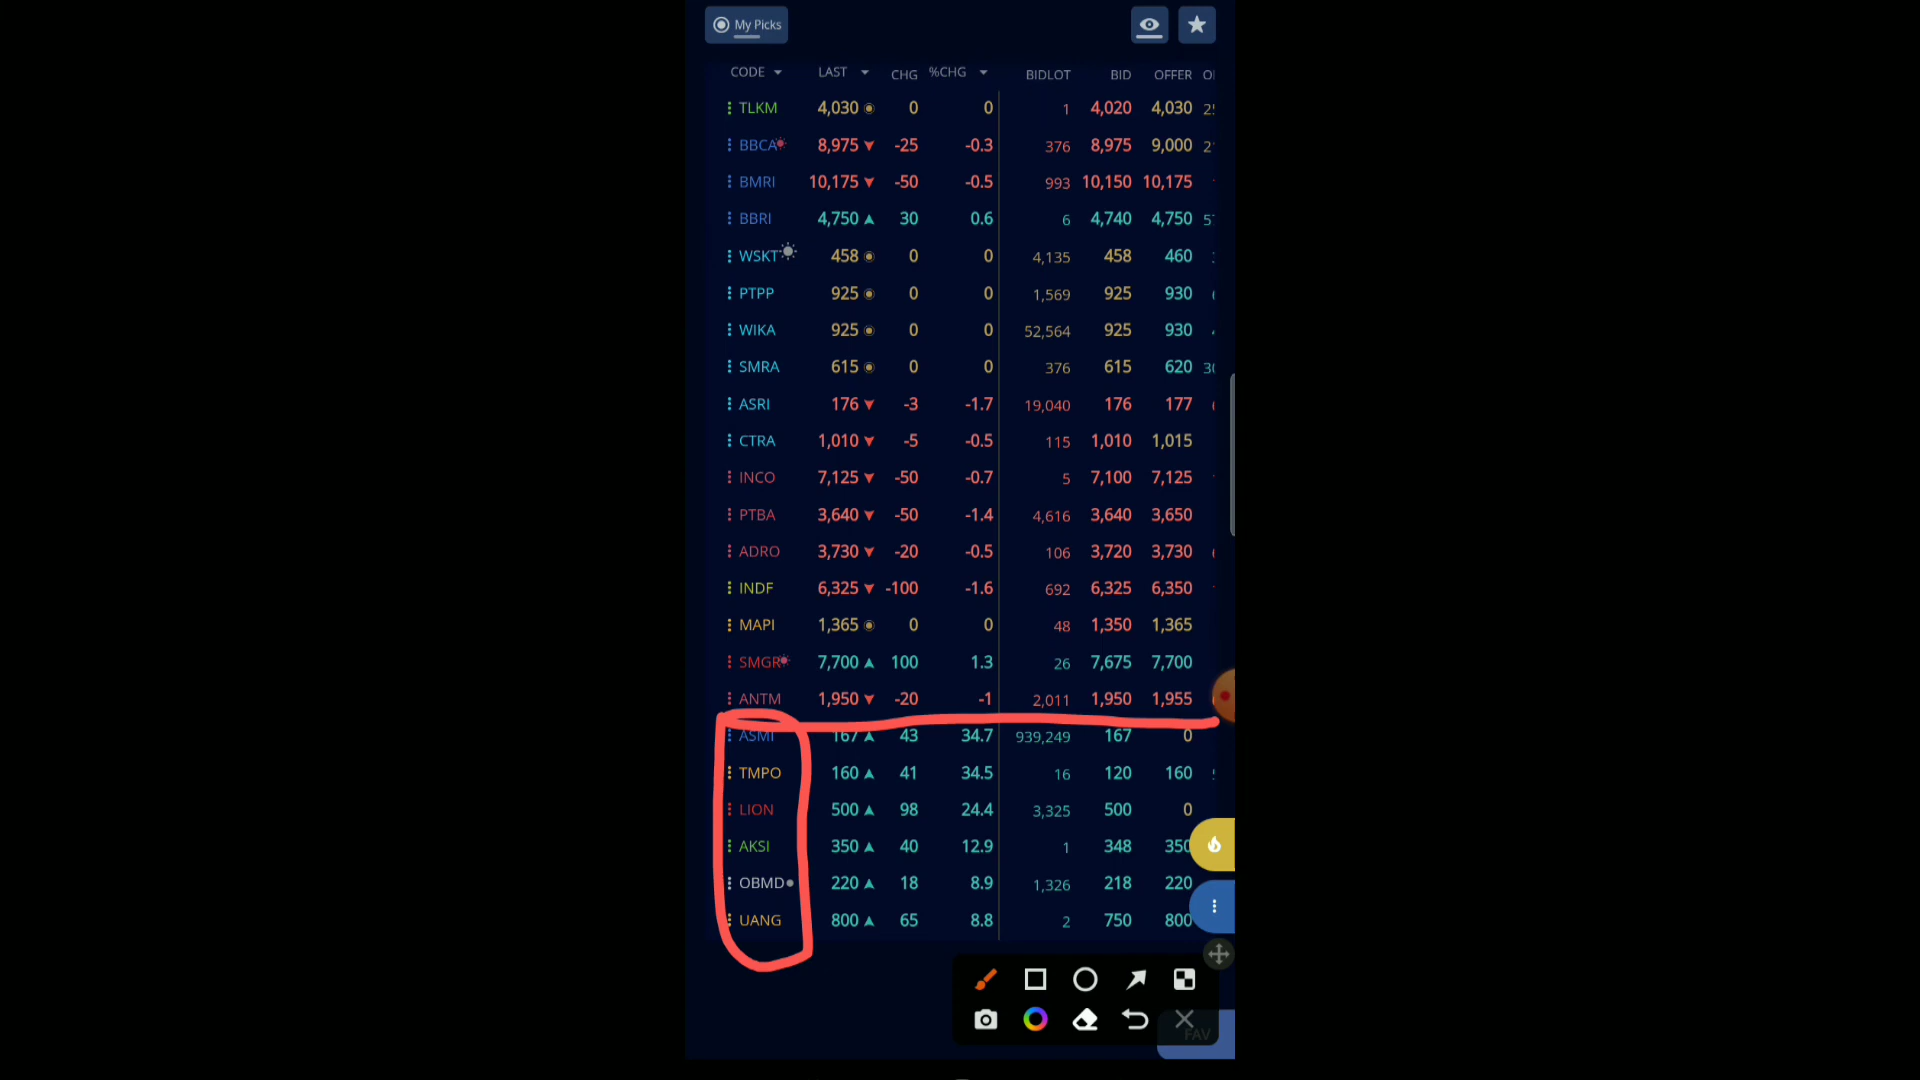 My Picks
CODE LAST CHG %CHG BIDLOT BID OFFER
TLKM 4,030 0 0 1 4,020 4,030
BBCA 8,975 -25 -0.3 376 8,975 9,000
BMRI 10,175 -50 -0.5 993 10,150 10,175
BBRI 4,750 30 0.6 6 4,740 4,750
WSKT 458 0 0 4,135 458 460
PTPP 925 0 0 1,569 925 930
WIKA 925 0 0 52,564 925 930
SMRA 615 0 0 376 615 620
ASRI 176 -3 -1.7 19,040 176 177
CTRA 1,010 -5 -0.5 115 1,010 1,015
INCO 7,125 -50 -0.7 5 7,100 7,125
PTBA 3,640 -50 -1.4 4,616 3,640 3,650
ADRO 3,730 -20 -0.5 106 3,720 3,730
INDF 6,325 -100 -1.6 692 6,325 6,350
MAPI 1,365 0 0 48 1,350 1,365
SMGR 7,700 100 1.3 26 7,675 7,700
ANTM 1,950 -20 -1 2,011 1,950 1,955
ASMI 167 43 34.7 939,249 167 0
TMPO 160 41 34.5 16 120 160
LION 500 98 24.4 3,325 500 0
AKSI 350 40 12.9 1 348 350
OBMD 220 18 8.9 1,326 218 220
UANG 800 65 8.8 2 750 800
FAV